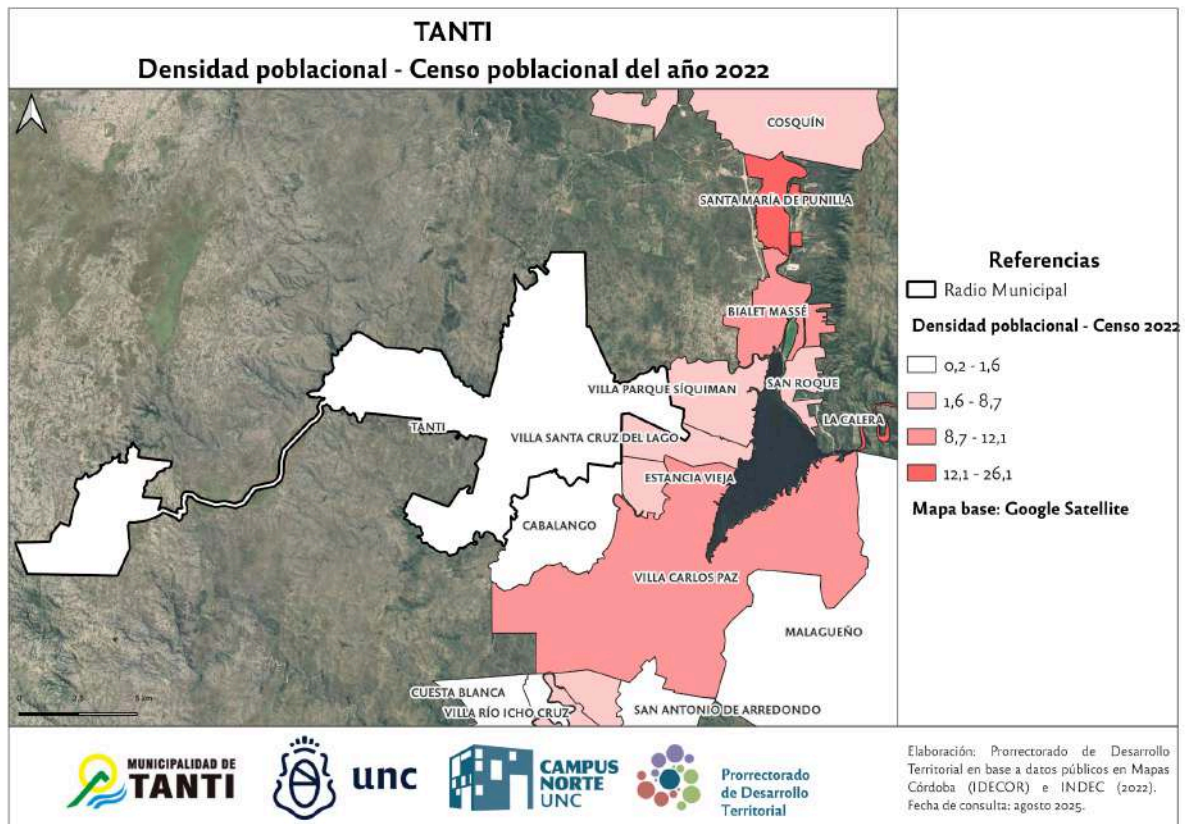 TANTI
Densidad poblacional - Censo poblacional del año 2022
COSQUÍN
SANTA MARÍA DE PUNILLA
BIALET MASSÉ
VILLA PARQUE SÍQUIMAN
SAN ROQUE
LA CALERA
TANTI
VILLA SANTA CRUZ DEL LAGO
ESTANCIA VIEJA
CABALANGO
VILLA CARLOS PAZ
MALAGUEÑO
CUESTA BLANCA
VILLA RÍO ICHO CRUZ
SAN ANTONIO DE ARREDONDO
0 2,5 5 km
Referencias
Radio Municipal
Densidad poblacional - Censo 2022
0,2 - 1,6
1,6 - 8,7
8,7 - 12,1
12,1 - 26,1
Mapa base: Google Satellite
MUNICIPALIDAD DE
TANTI
unc
CAMPUS
NORTE
UNC
Prorrectorado
de Desarrollo
Territorial
Elaboración: Prorrectorado de Desarrollo
Territorial en base a datos públicos en Mapas
Córdoba (IDECOR) e INDEC (2022).
Fecha de consulta: agosto 2025.